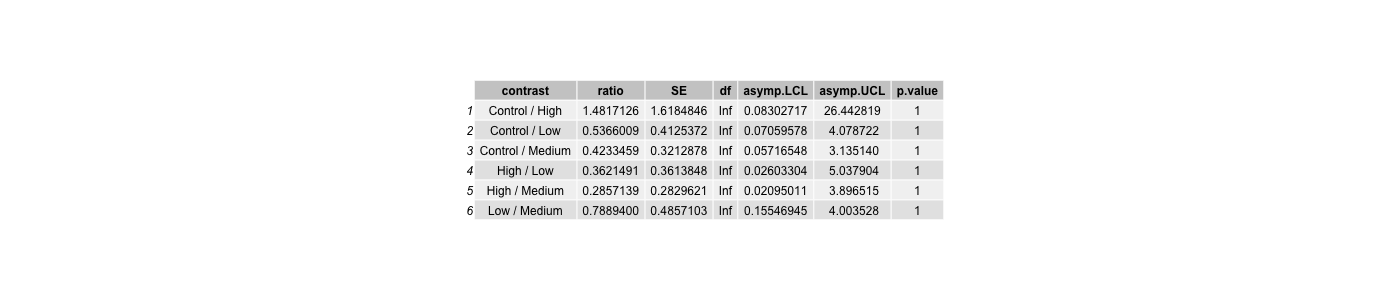 contrast ratio SE df asymp.LCL asymp.UCL p.value
1 Control / High 1.4817126 1.6184846 Inf 0.08302717 26.442819 1
2 Control / Low 0.5366009 0.4125372 Inf 0.07059578 4.078722 1
3 Control / Medium 0.4233459 0.3212878 Inf 0.05716548 3.135140 1
4 High / Low 0.3621491 0.3613848 Inf 0.02603304 5.037904 1
5 High / Medium 0.2857139 0.2829621 Inf 0.02095011 3.896515 1
6 Low / Medium 0.7889400 0.4857103 Inf 0.15546945 4.003528 1